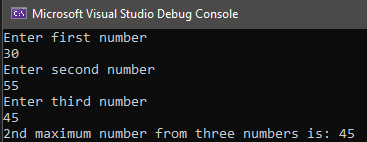 Microsoft Visual Studio Debug Console
Enter first number
30
Enter second number
55
Enter third number
45
2nd maximum number from three numbers is: 45